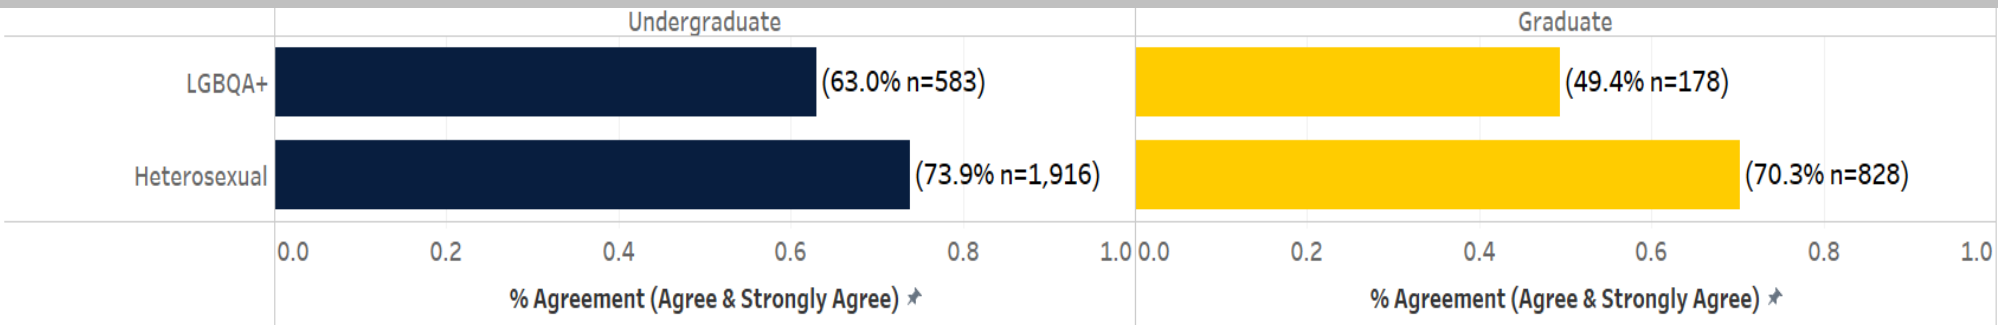 Undergraduate Graduate
LGBQA+ (63.0% n=583) (49.4% n=178)
Heterosexual (73.9% n=1,916) (70.3% n=828)
0.0 0.2 0.4 0.6 0.8 1.0 0.0 0.2 0.4 0.6 0.8 1.0
% Agreement (Agree & Strongly Agree) % Agreement (Agree & Strongly Agree)